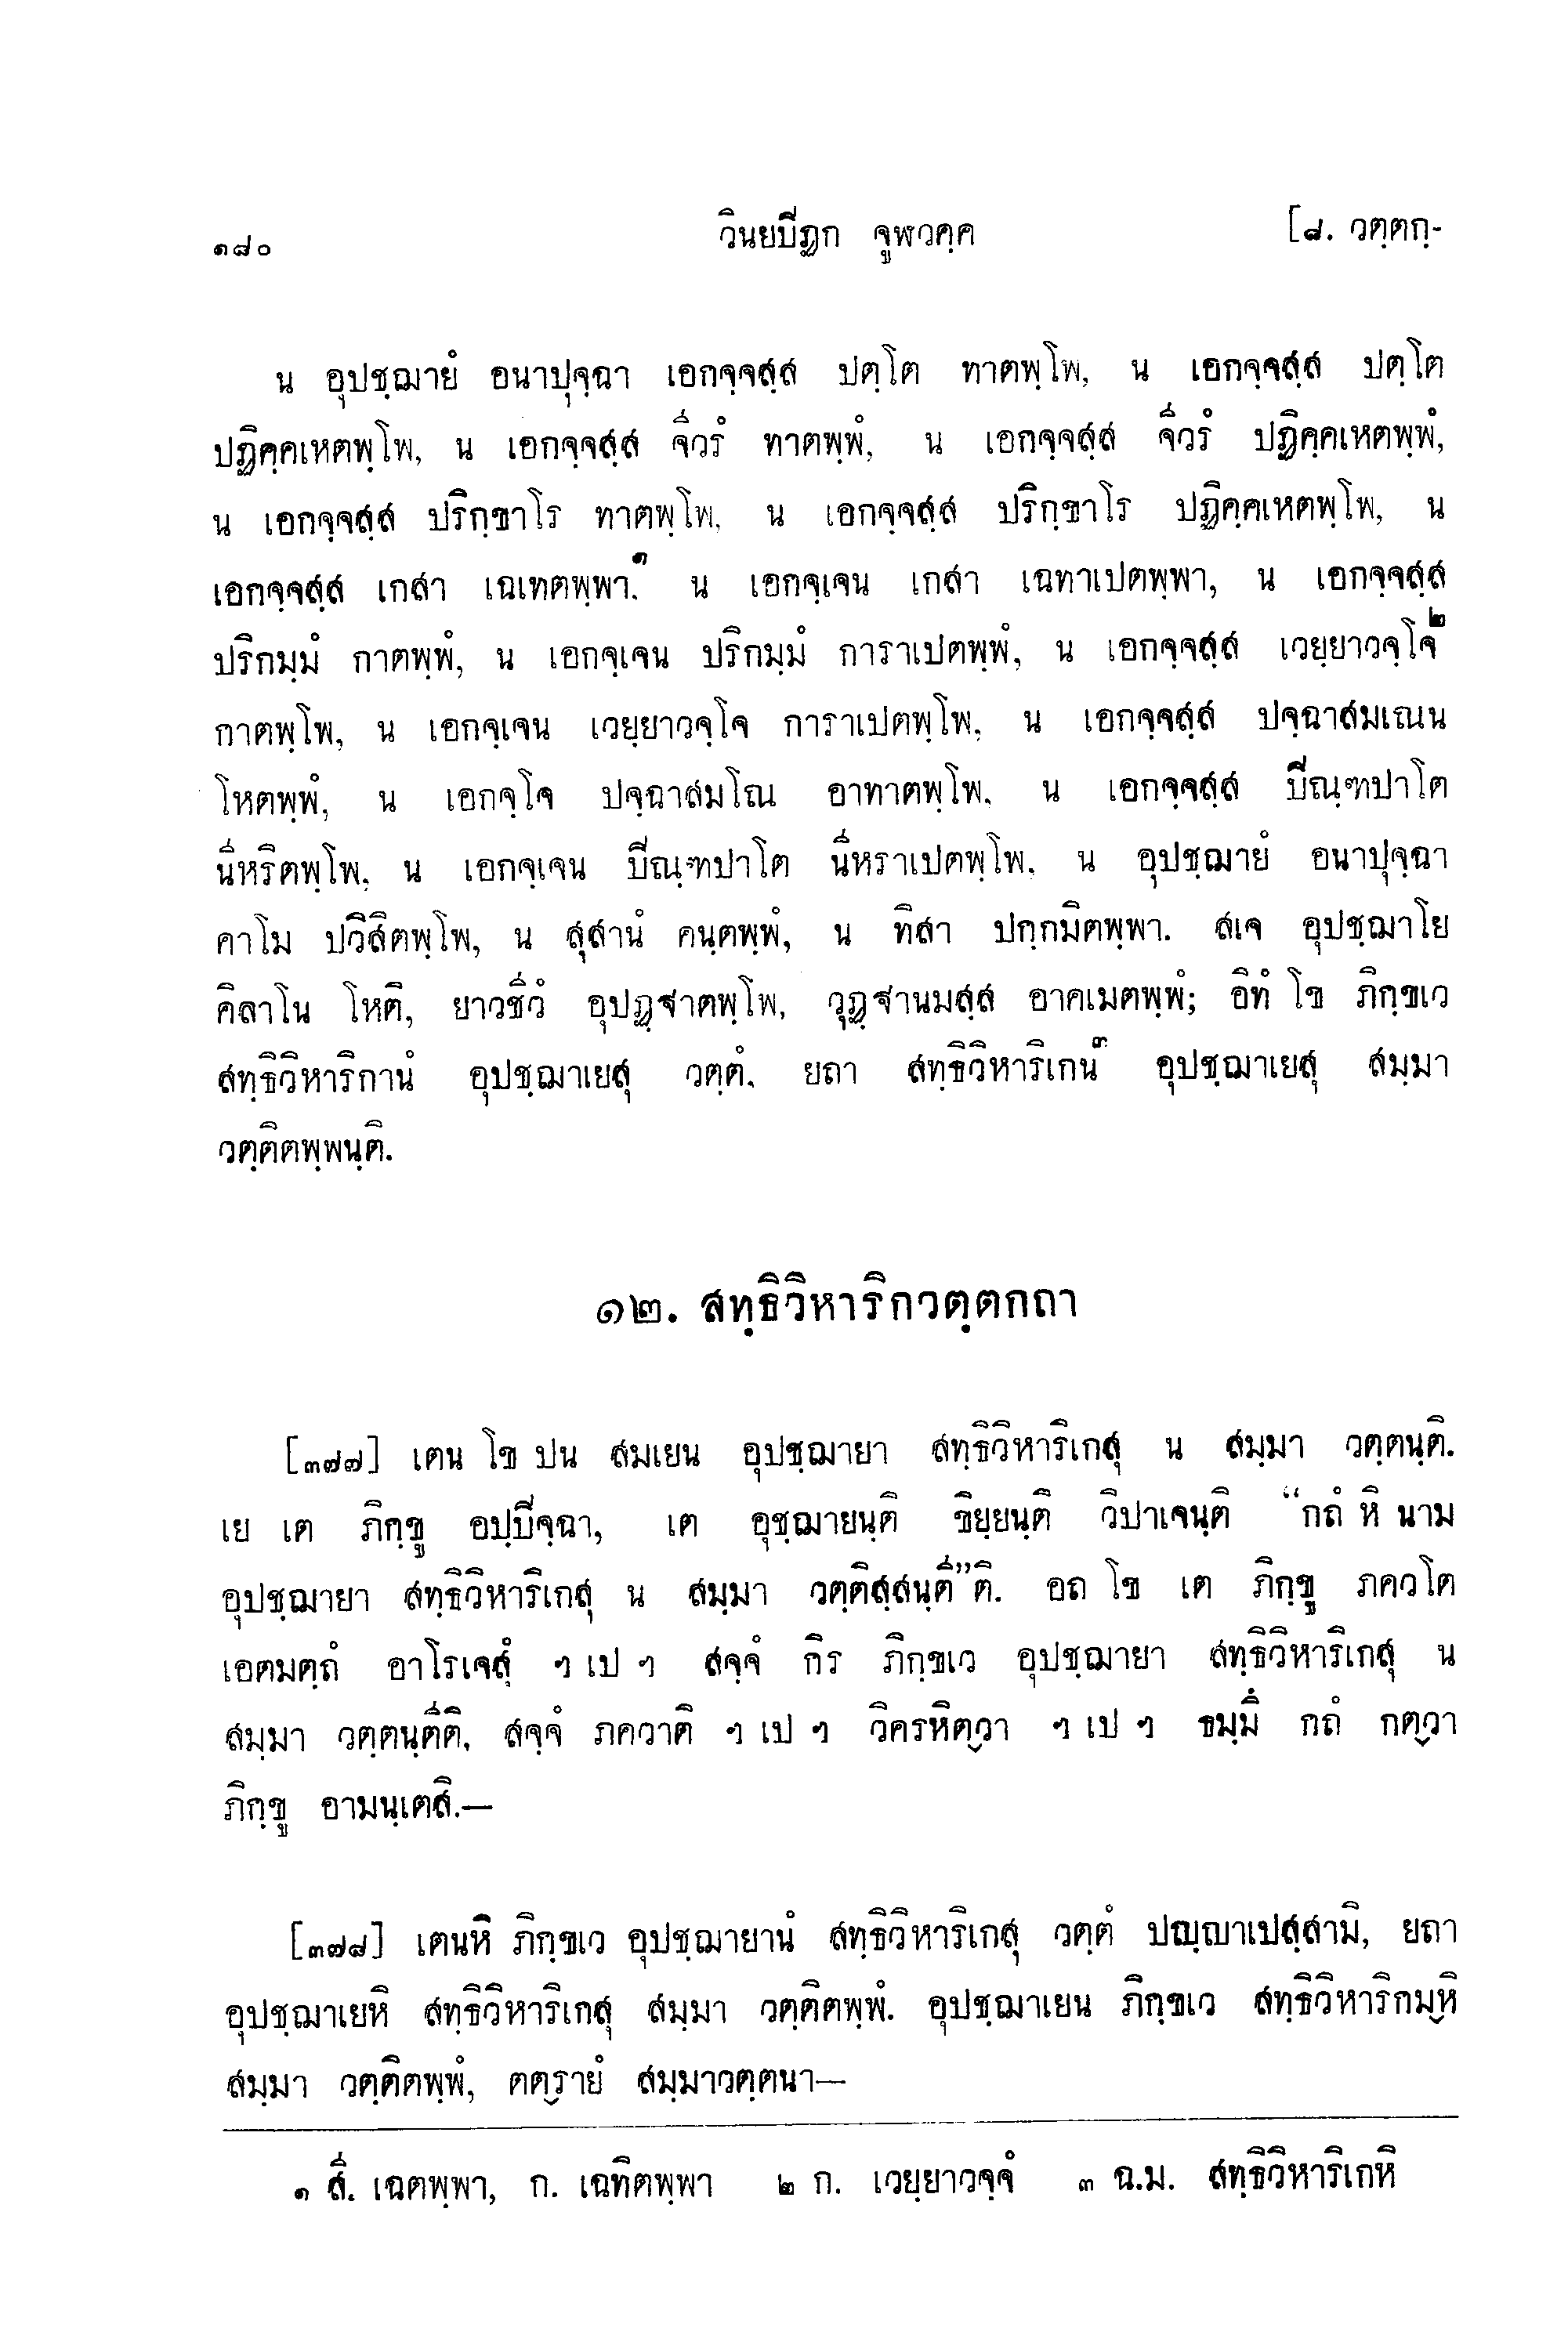 ๑๘๐ วินยปิฏก จูฬวคฺค [๘. วตฺตกฺ-
น อุปชฺฌายํ อนาปุจฺฉา เอกจฺจสฺส ปตฺโต ทาตพฺโพ, น เอกจฺจสฺส ปตฺโต
ปฏิคฺคเหตพฺโพ, น เอกจฺจสฺส จีวรํ ทาตพฺพํ, น เอกจฺจสฺส จีวรํ ปฏิคฺคเหตพฺพํ,
น เอกจฺจสฺส ปริกฺขาโร ทาตพฺโพ, น เอกจฺจสฺส ปริกฺขาโร ปฏิคฺคเหตพฺโพ, น
เอกจฺจสฺส เกสา เฉเทตพฺพา,๑ น เอกจฺเจน เกสา เฉทาเปตพฺพา, น เอกจฺจสฺส
ปริกมฺมํ กาตพฺพํ, น เอกจฺเจน ปริกมฺมํ การาเปตพฺพํ, น เอกจฺจสฺส เวยฺยาวจฺโจ๒
กาตพฺโพ, น เอกจฺเจน เวยฺยาวจฺโจ การาเปตพฺโพ, น เอกจฺจสฺส ปจฺฉาสมเณน
โหตพฺพํ, น เอกจฺโจ ปจฺฉาสมโณ อาทาตพฺโพ, น เอกจฺจสฺส ปิณฺฑปาโต
นีหริตพฺโพ, น เอกจฺเจน ปิณฺฑปาโต นีหราเปตพฺโพ, น อุปชฺฌายํ อนาปุจฺฉา
คาโม ปวิสิตพฺโพ, น สุสานํ คนฺตพฺพํ, น ทิสา ปกฺกมิตพฺพา. สเจ อุปชฺฌาโย
คิลาโน โหติ, ยาวชีวํ อุปฏฺฐาตพฺโพ, วุฏฺฐานมสฺส อาคเมตพฺพํ; อิทํ โข ภิกฺขเว
สทฺธิวิหาริกานํ อุปชฺฌาเยสุ วตฺตํ, ยถา สทฺธิวิหาริเกน๓ อุปชฺฌาเยสุ สมฺมา
วตฺติตพฺพนฺติ.
๑๒. สทฺธิวิหาริกวตฺตกถา
[๓๗๗] เตน โข ปน สมเยน อุปชฺฌายา สทฺธิวิหาริเกสุ น สมฺมา วตฺตนฺติ.
เย เต ภิกฺขู อปฺปิจฺฉา, เต อุชฺฌายนฺติ ขิยฺยนฺติ วิปาเจนฺติ “กถํ หิ นาม
อุปชฺฌายา สทฺธิวิหาริเกสุ น สมฺมา วตฺติสฺสนฺตี”ติ. อถ โข เต ภิกฺขู ภควโต
เอตมตฺถํ อาโรเจสุํ ฯ เป ฯ สจฺจํ กิร ภิกฺขเว อุปชฺฌายา สทฺธิวิหาริเกสุ น
สมฺมา วตฺตนฺตีติ, สจฺจํ ภควาติ ฯ เป ฯ วิครหิตฺวา ฯ เป ฯ ธมฺมึ กถํ กตฺวา
ภิกฺขู อามนฺเตสิ.—
[๓๗๘] เตนหิ ภิกฺขเว อุปชฺฌายานํ สทฺธิวิหาริเกสุ วตฺตํ ปญฺญาเปสฺสามิ, ยถา
อุปชฺฌาเยหิ สทฺธิวิหาริเกสุ สมฺมา วตฺติตพฺพํ. อุปชฺฌาเยน ภิกฺขเว สทฺธิวิหาริกมฺหิ
สมฺมา วตฺติตพฺพํ, ตตฺรายํ สมฺมาวตฺตนา—
๑ สี. เฉตพฺพา, ก. เฉทิตพฺพา ๒ ก. เวยฺยาวจฺจํ ๓ ฉ.ม. สทฺธิวิหาริเกหิ